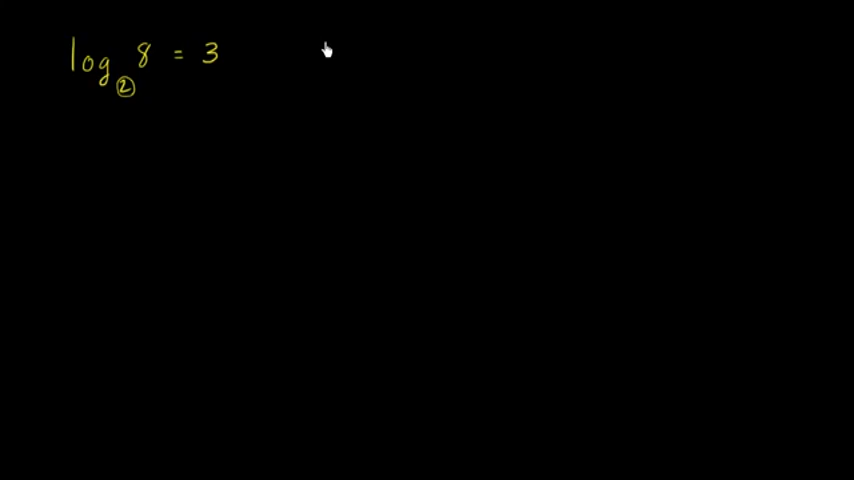 log₂ 8 = 3